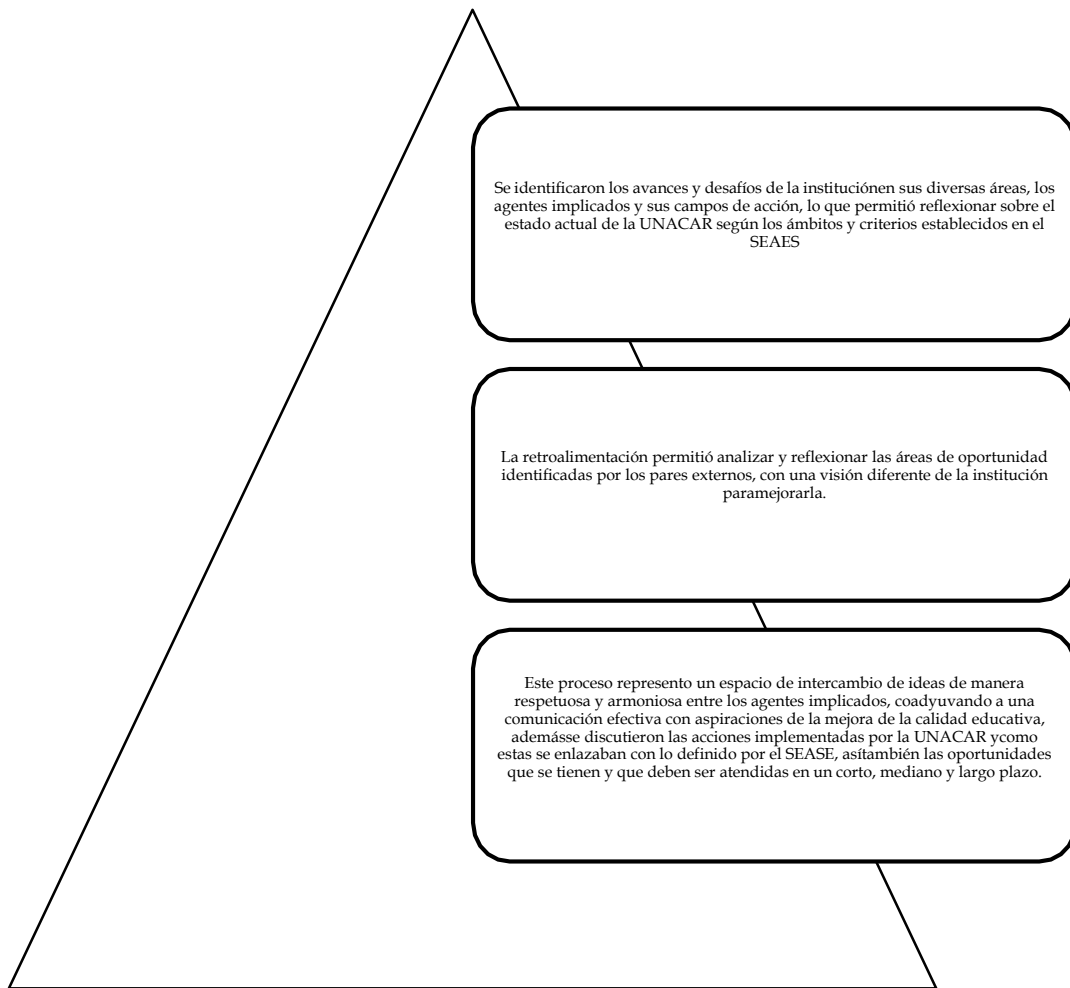 Se identificaron los avances y desafíos de la instituciónen sus diversas áreas, los
agentes implicados y sus campos de acción, lo que permitió reflexionar sobre el
estado actual de la UNACAR según los ámbitos y criterios establecidos en el
SEAES
La retroalimentación permitió analizar y reflexionar las áreas de oportunidad
identificadas por los pares externos, con una visión diferente de la institución
paramejorarla.
Este proceso represento un espacio de intercambio de ideas de manera
respetuosa y armoniosa entre los agentes implicados, coadyuvando a una
comunicación efectiva con aspiraciones de la mejora de la calidad educativa,
ademásse discutieron las acciones implementadas por la UNACAR ycomo
estas se enlazaban con lo definido por el SEASE, asítambién las oportunidades
que se tienen y que deben ser atendidas en un corto, mediano y largo plazo.